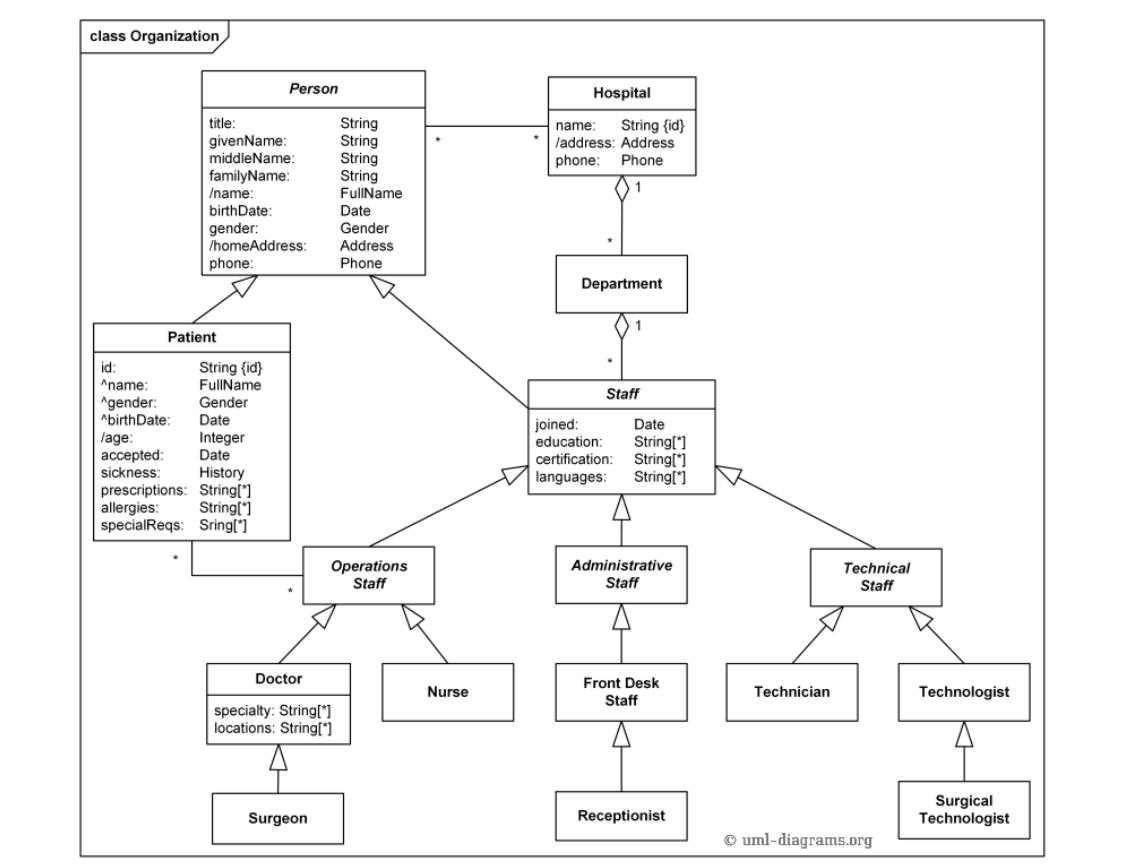 class Organization
Person
title: String
givenName: String
middleName: String
familyName: String
/name: FullName
birthDate: Date
gender: Gender
/homeAddress: Address
phone: Phone
* *
Hospital
name: String {id}
/address: Address
phone: Phone
1
*
Department
1
*
Patient
id: String {id}
^name: FullName
^gender: Gender
^birthDate: Date
/age: Integer
accepted: Date
sickness: History
prescriptions: String[*]
allergies: String[*]
specialReqs: Sring[*]
*
*
Staff
joined: Date
education: String[*]
certification: String[*]
languages: String[*]
Operations
Staff
Administrative
Staff
Technical
Staff
Doctor
specialty: String[*]
locations: String[*]
Nurse
Front Desk
Staff
Technician
Technologist
Surgeon
Receptionist
Surgical
Technologist
© uml-diagrams.org